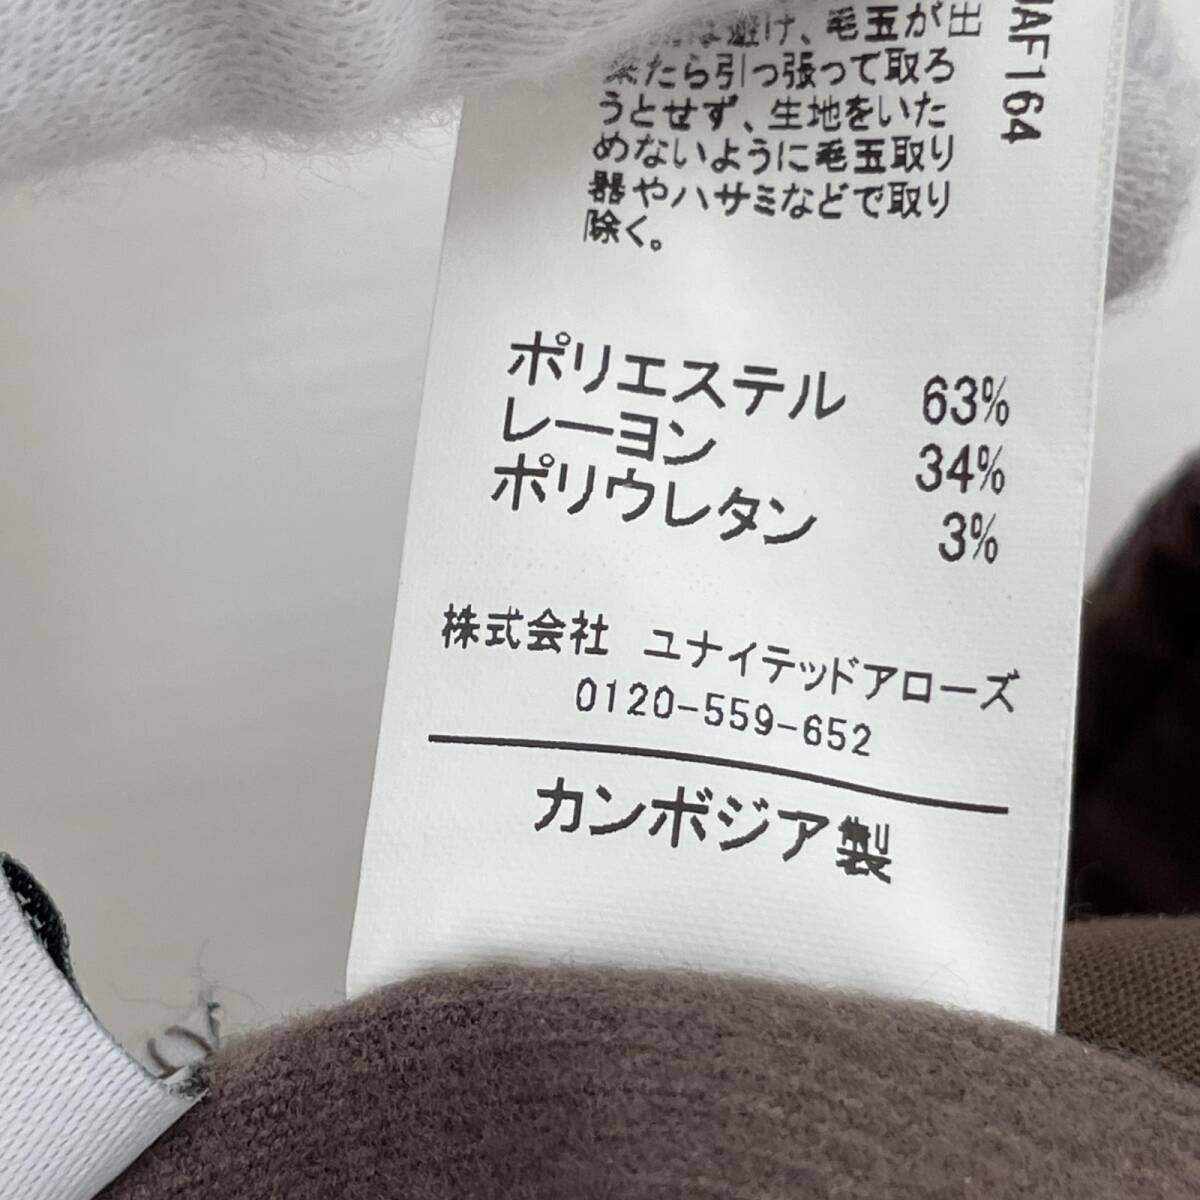 は避け、毛玉が出
来たら引っ張って取ろ
うとせず、生地をいた
めないように毛玉取り
器やハサミなどで取り
除く。
AF164
ポリエステル 63%
レーヨン 34%
ポリウレタン 3%
株式会社 ユナイテッドアローズ
0120-559-652
カンボジア製